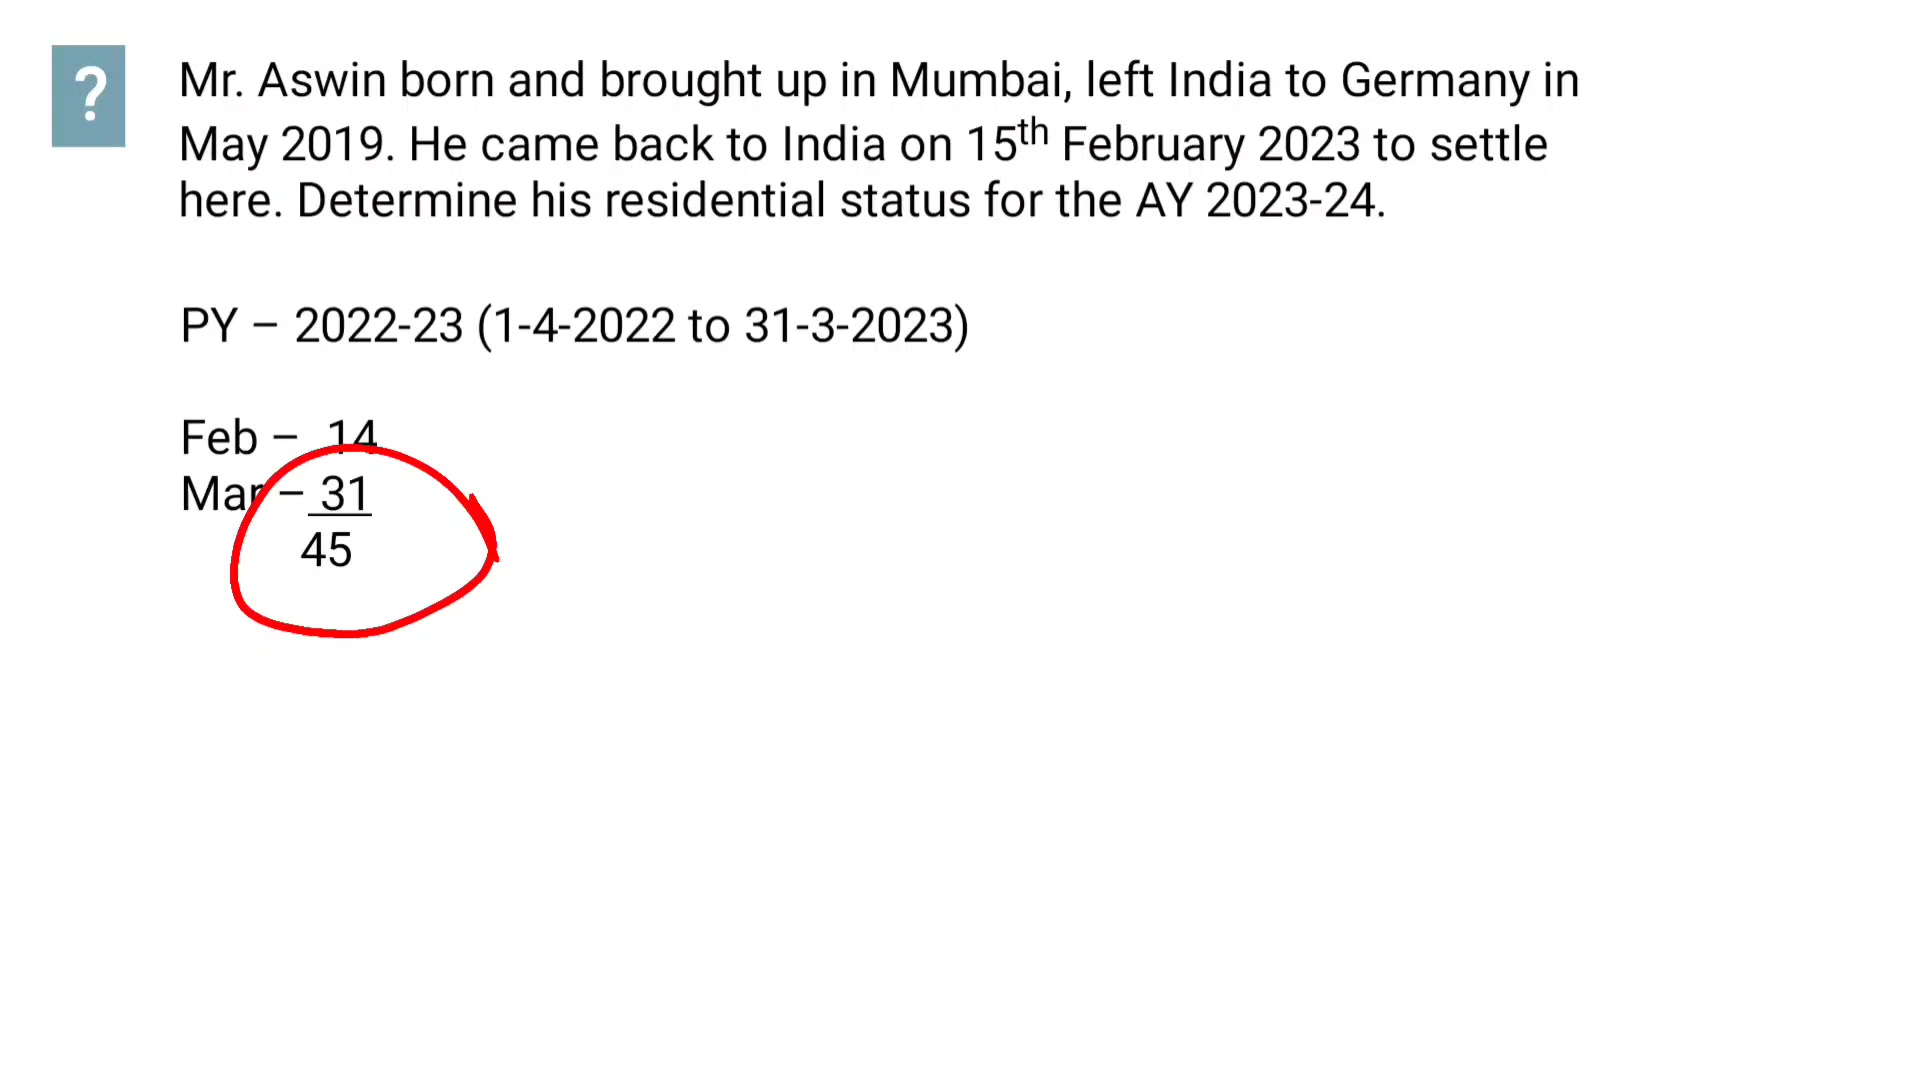 ?
Mr. Aswin born and brought up in Mumbai, left India to Germany in
May 2019. He came back to India on 15th February 2023 to settle
here. Determine his residential status for the AY 2023-24.
PY – 2022-23 (1-4-2022 to 31-3-2023)
Feb – 14
Mar – 31
45